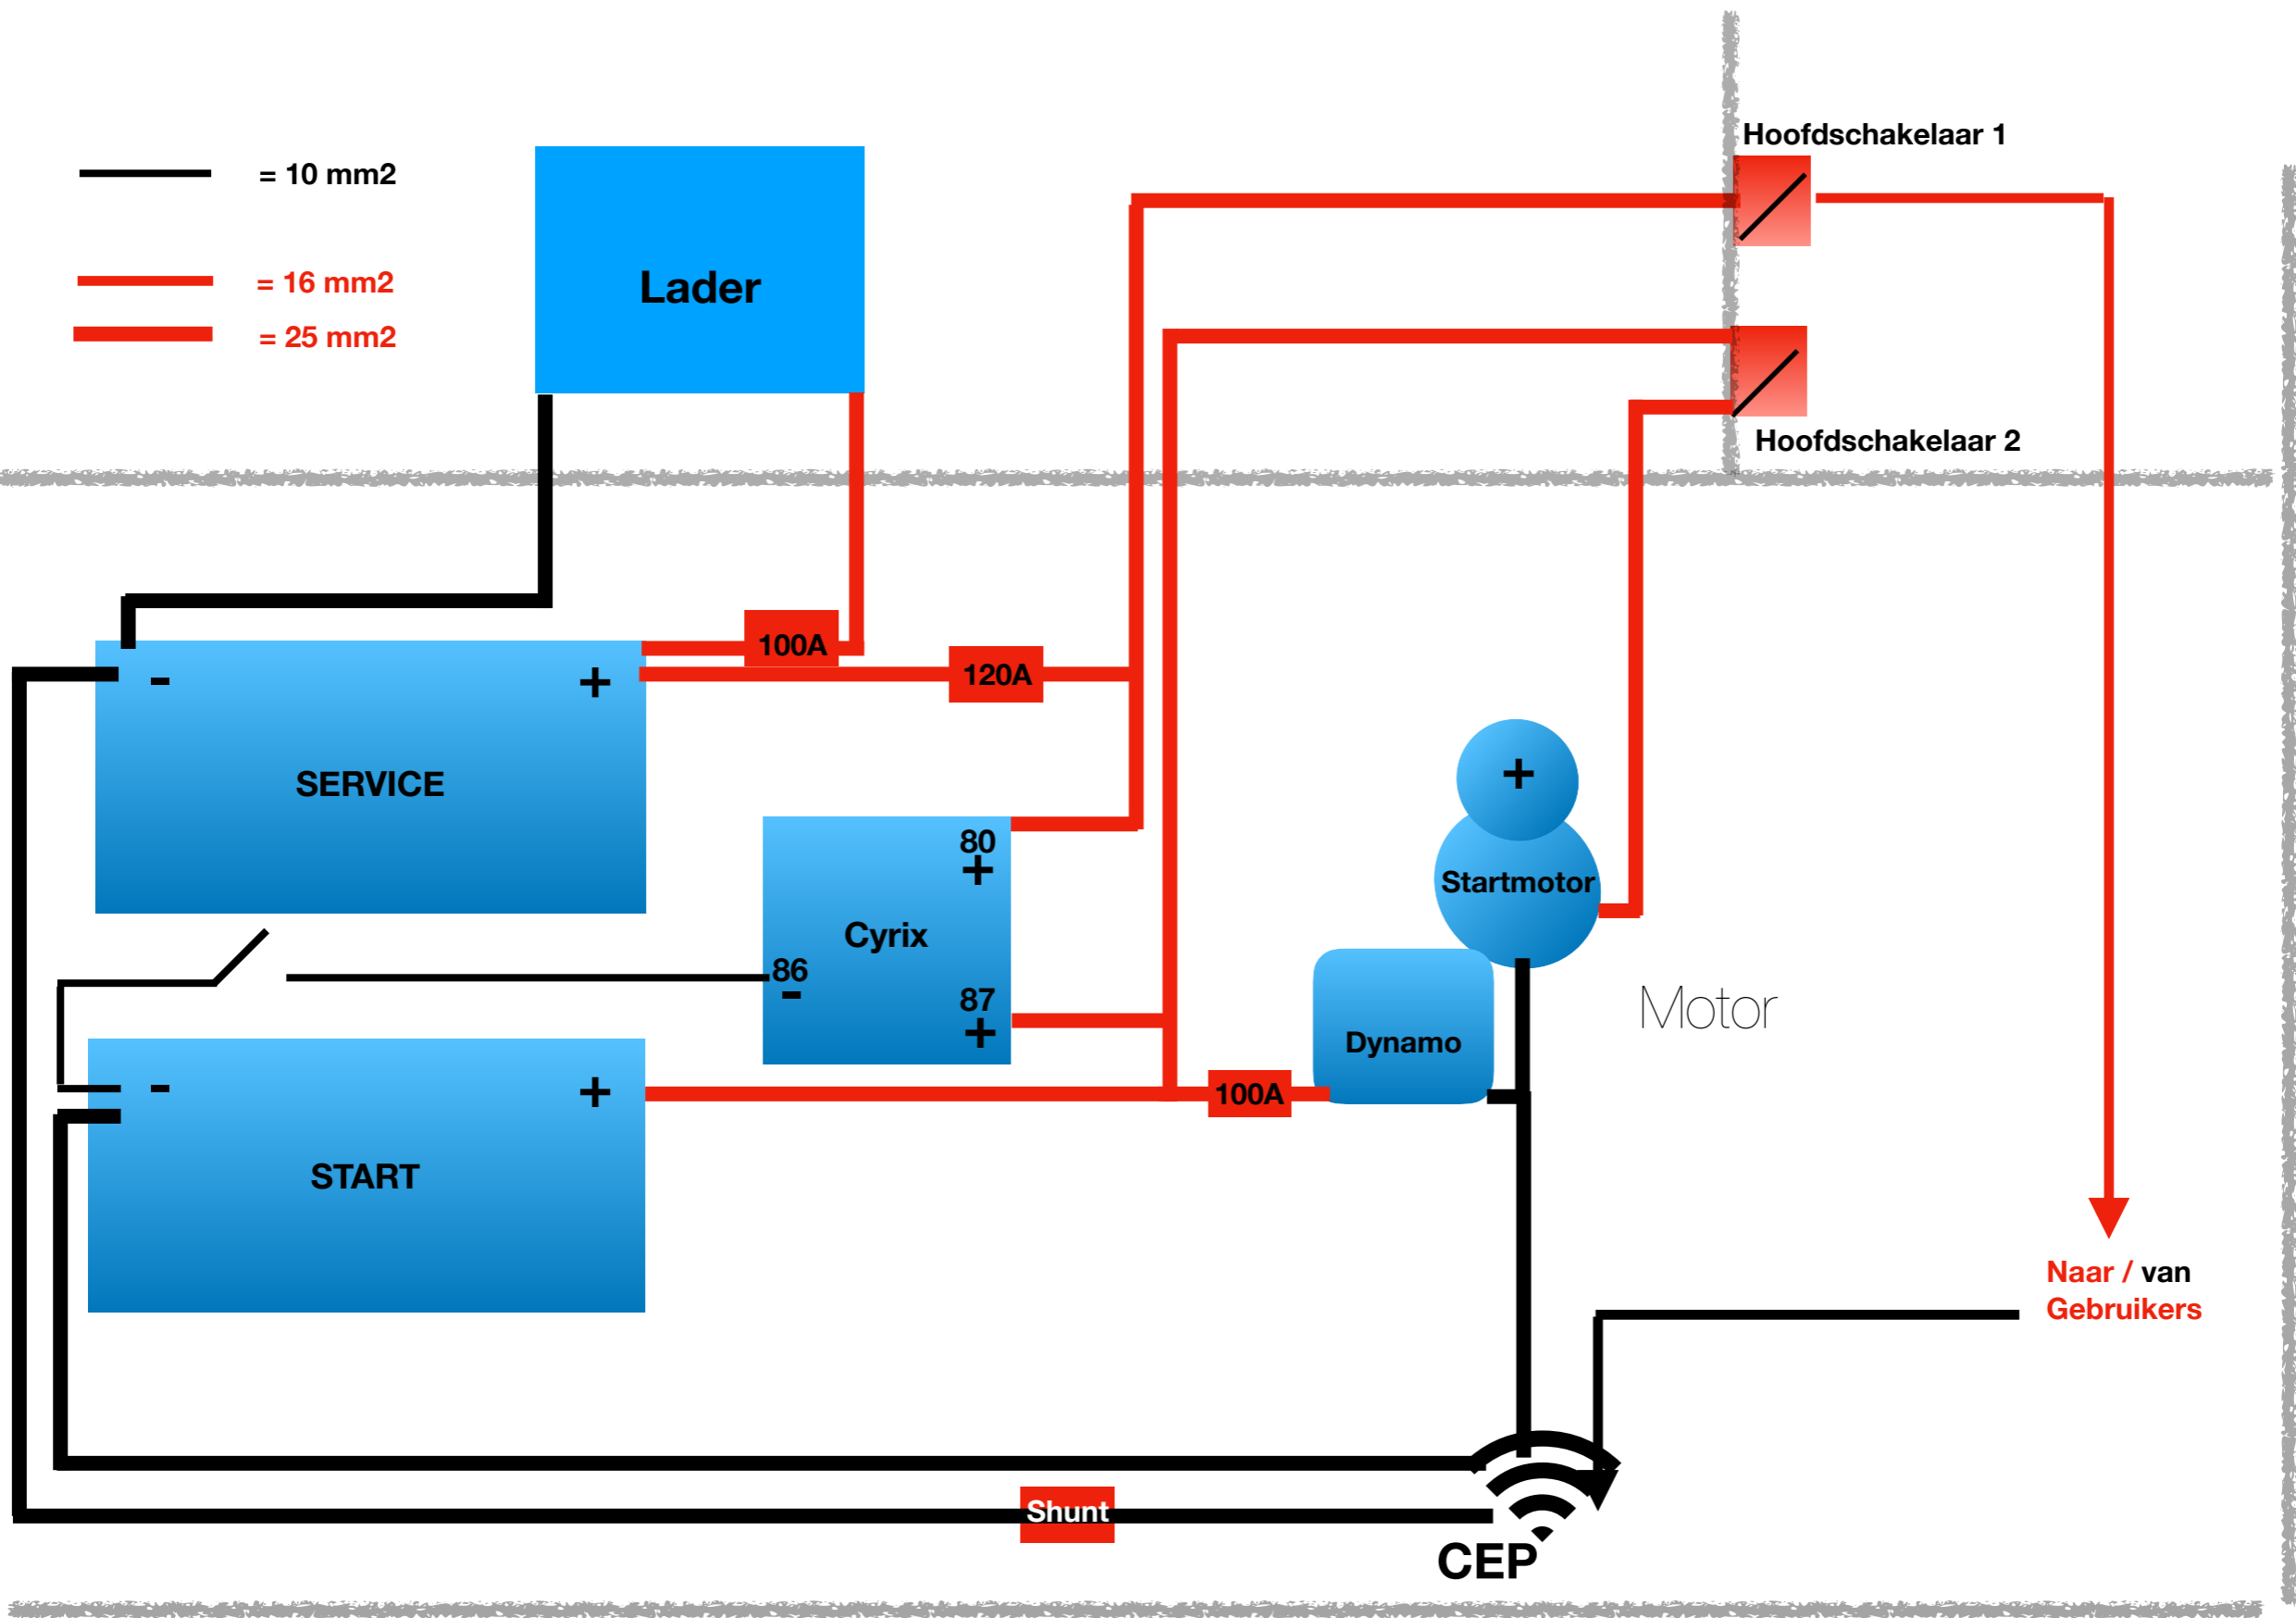 Hoofdschakelaar 1
= 10 mm2
= 16 mm2
= 25 mm2
Lader
Hoofdschakelaar 2
100A
120A
- +
SERVICE
+
Startmotor
80
+
Cyrix
86
-
87
+
Motor
Dynamo
- +
START
100A
Naar / van
Gebruikers
Shunt
CEP